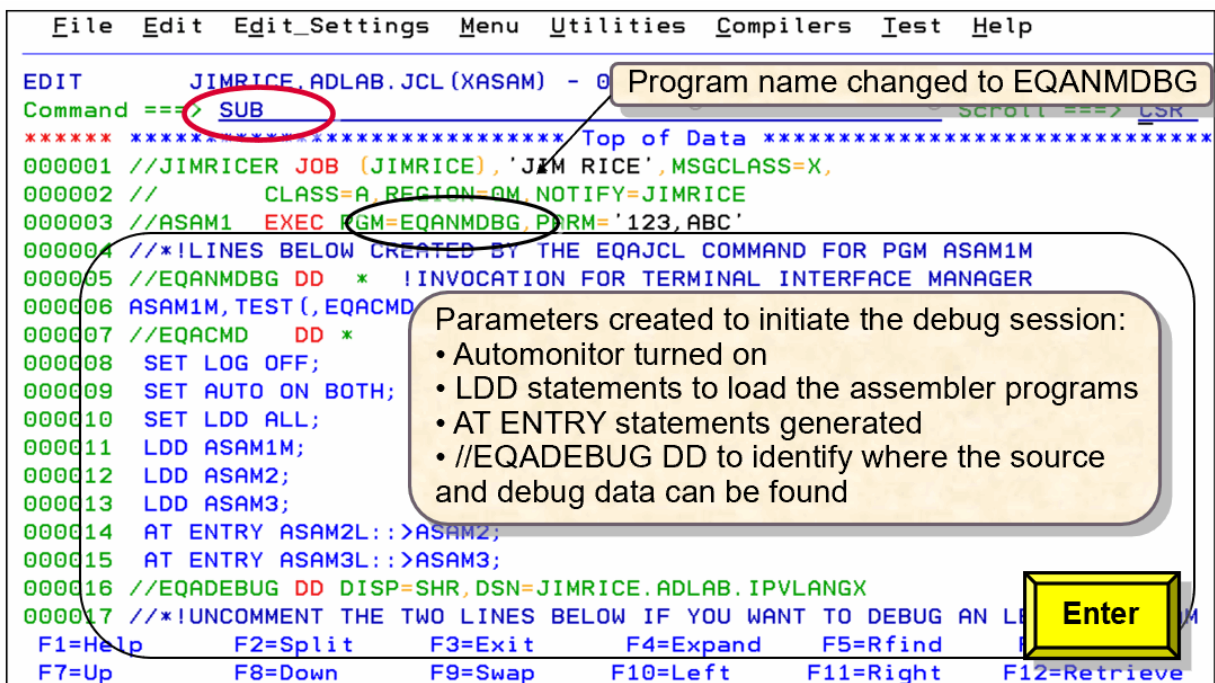 File Edit Edit_Settings Menu Utilities Compilers Test Help
EDIT JIMRICE.ADLAB.JCL(XASAM) - 0
Program name changed to EQANMDBG
Command ===> SUB Scroll ===> CSR
****** ***************************** Top of Data ******************************
000001 //JIMRICER JOB (JIMRICE),'JIM RICE',MSGCLASS=X,
000002 // CLASS=A,REGION=0M,NOTIFY=JIMRICE
000003 //ASAM1 EXEC PGM=EQANMDBG,PARM='123,ABC'
000004 //*!LINES BELOW CREATED BY THE EQAJCL COMMAND FOR PGM ASAM1M
000005 //EQANMDBG DD * !INVOCATION FOR TERMINAL INTERFACE MANAGER
000006 ASAM1M,TEST(,EQACMD
000007 //EQACMD DD *
000008 SET LOG OFF;
000009 SET AUTO ON BOTH;
000010 SET LDD ALL;
000011 LDD ASAM1M;
000012 LDD ASAM2;
000013 LDD ASAM3;
000014 AT ENTRY ASAM2L::>ASAM2;
000015 AT ENTRY ASAM3L::>ASAM3;
000016 //EQADEBUG DD DISP=SHR,DSN=JIMRICE.ADLAB.IPVLANGX
000017 //*!UNCOMMENT THE TWO LINES BELOW IF YOU WANT TO DEBUG AN
Parameters created to initiate the debug session:
• Automonitor turned on
• LDD statements to load the assembler programs
• AT ENTRY statements generated
• //EQADEBUG DD to identify where the source
and debug data can be found
Enter
F1=Help F2=Split F3=Exit F4=Expand F5=Rfind
F7=Up F8=Down F9=Swap F10=Left F11=Right F12=Retrieve